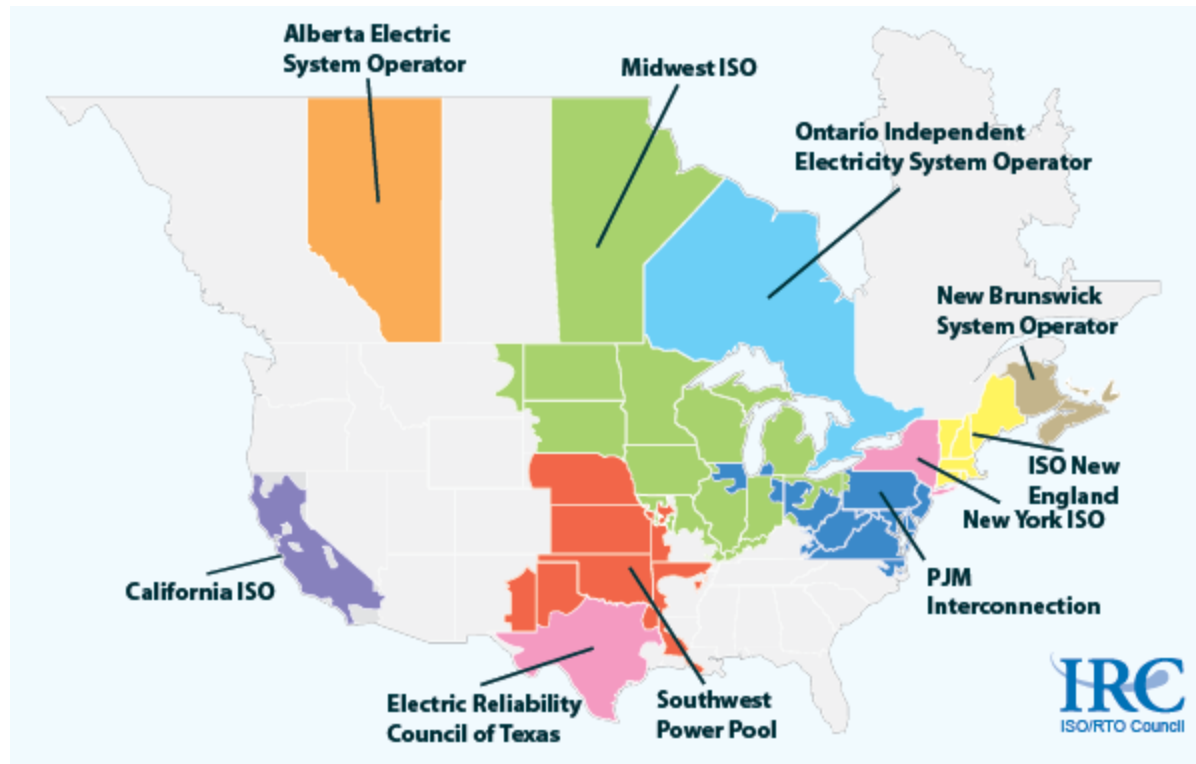 Alberta Electric
System Operator
Midwest ISO
Ontario Independent
Electricity System Operator
New Brunswick
System Operator
ISO New
England
New York ISO
PJM
Interconnection
California ISO
Electric Reliability
Council of Texas
Southwest
Power Pool
IRC
ISO/RTO Council